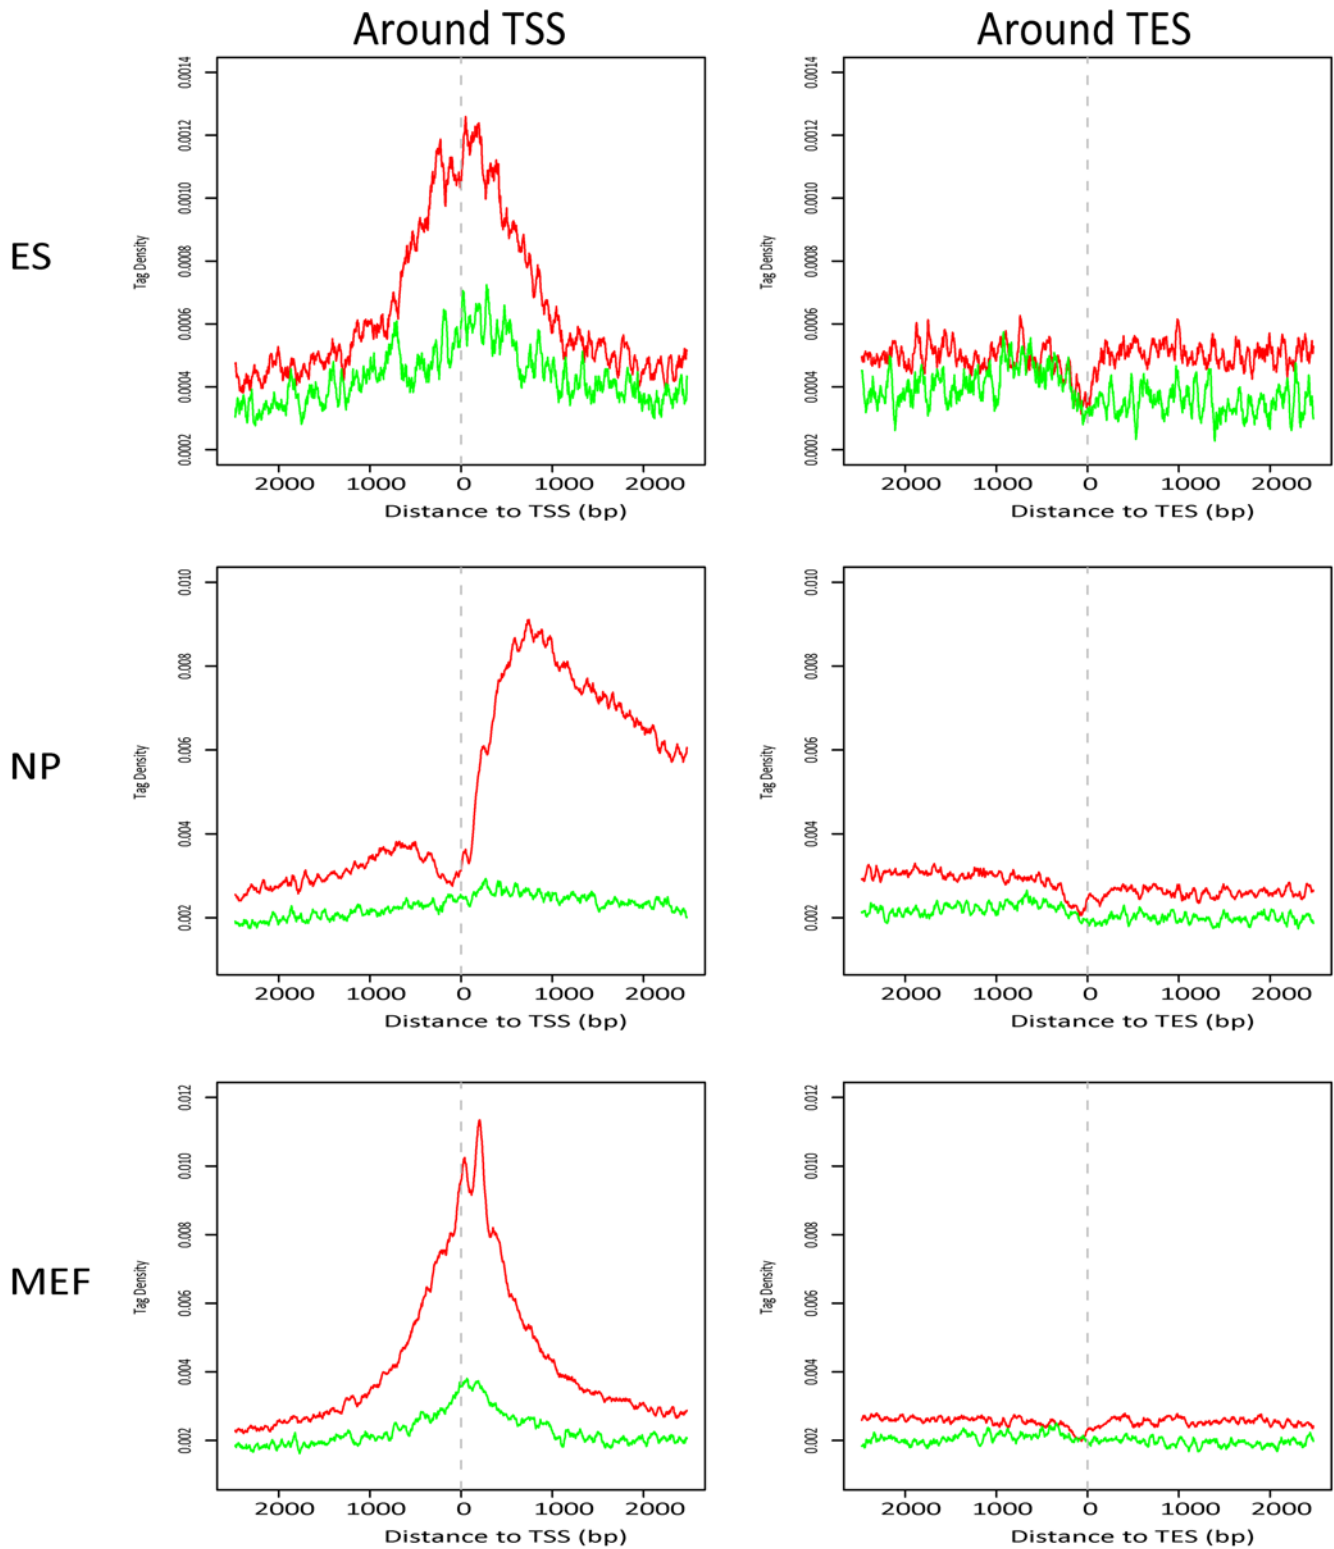 Around TSS
Around TES
ES
Tag Density
0.0014
0.0012
0.0010
0.0008
0.0006
0.0004
0.0002
2000 1000 0 1000 2000
Distance to TSS (bp)
Tag Density
0.0014
0.0012
0.0010
0.0008
0.0006
0.0004
0.0002
2000 1000 0 1000 2000
Distance to TES (bp)
NP
Tag Density
0.010
0.008
0.006
0.004
0.002
2000 1000 0 1000 2000
Distance to TSS (bp)
Tag Density
0.010
0.008
0.006
0.004
0.002
2000 1000 0 1000 2000
Distance to TES (bp)
MEF
Tag Density
0.012
0.010
0.008
0.006
0.004
0.002
2000 1000 0 1000 2000
Distance to TSS (bp)
Tag Density
0.012
0.010
0.008
0.006
0.004
0.002
2000 1000 0 1000 2000
Distance to TES (bp)